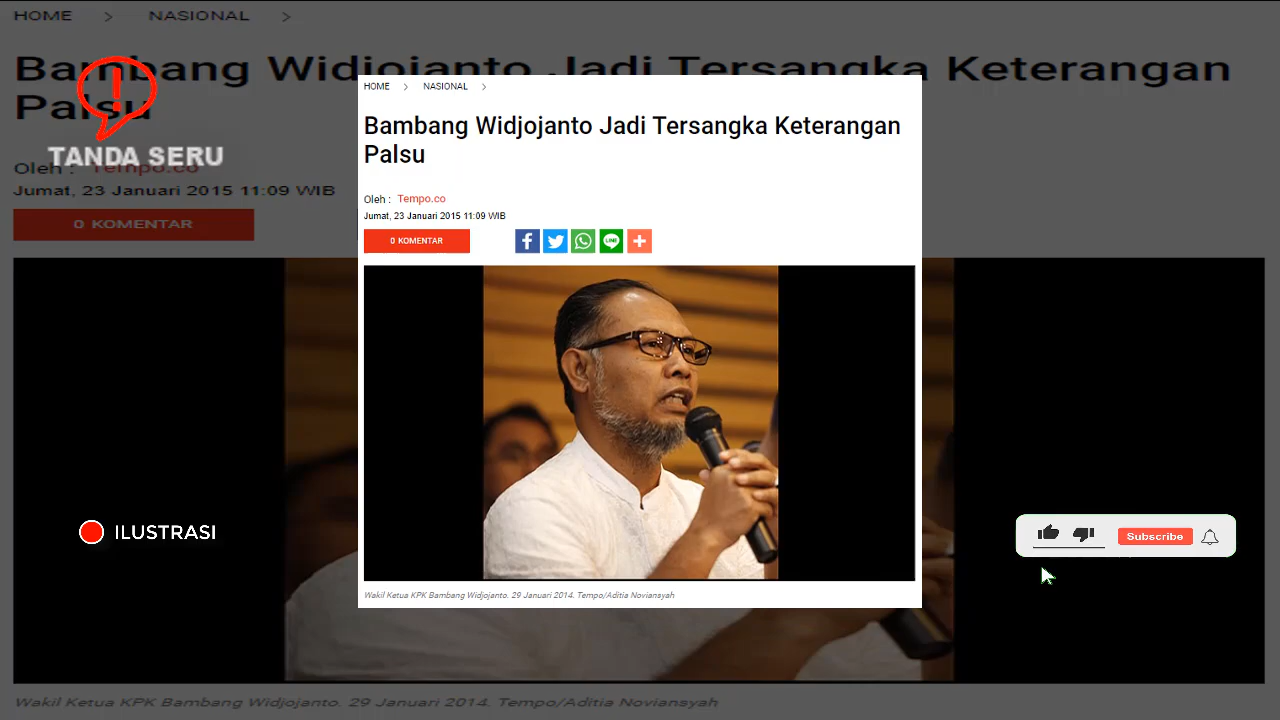 HOME > NASIONAL >
Bambang Widjojanto Jadi Tersangka Keterangan
Palsu
TANDA SERU
Oleh : Tempo.co
Jumat, 23 Januari 2015 11:09 WIB
0 KOMENTAR
HOME > NASIONAL >
Bambang Widjojanto Jadi Tersangka Keterangan
Palsu
Oleh : Tempo.co
Jumat, 23 Januari 2015 11:09 WIB
0 KOMENTAR
LINE
ILUSTRASI
Subscribe
Wakil Ketua KPK Bambang Widjojanto. 29 Januari 2014. Tempo/Aditia Noviansyah
Wakil Ketua KPK Bambang Widjojanto. 29 Januari 2014. Tempo/Aditia Noviansyah